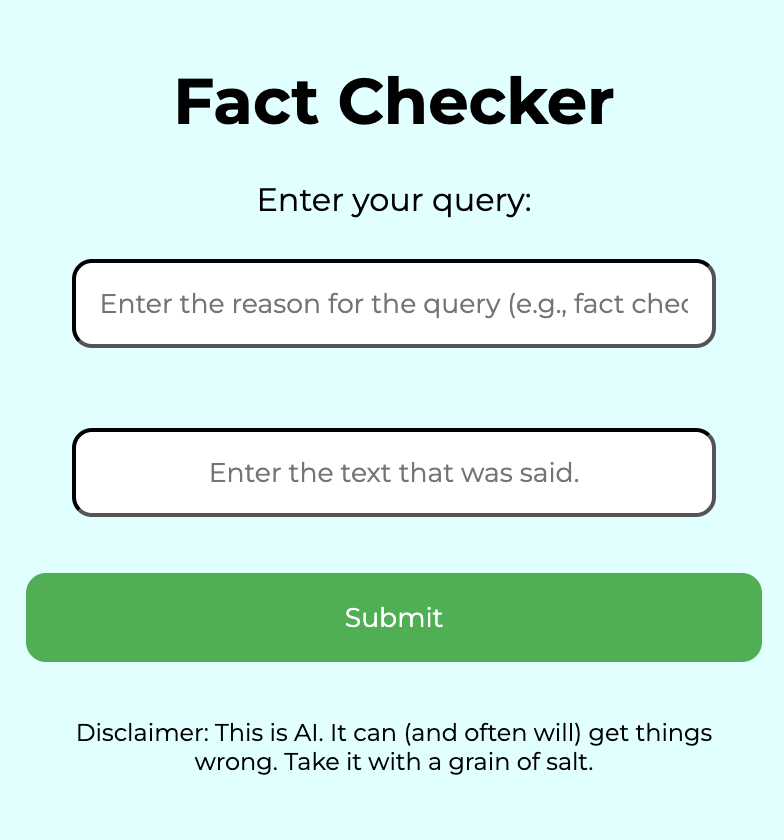 Fact Checker
Enter your query:
Enter the reason for the query (e.g., fact chec
Enter the text that was said.
Submit
Disclaimer: This is AI. It can (and often will) get things
wrong. Take it with a grain of salt.